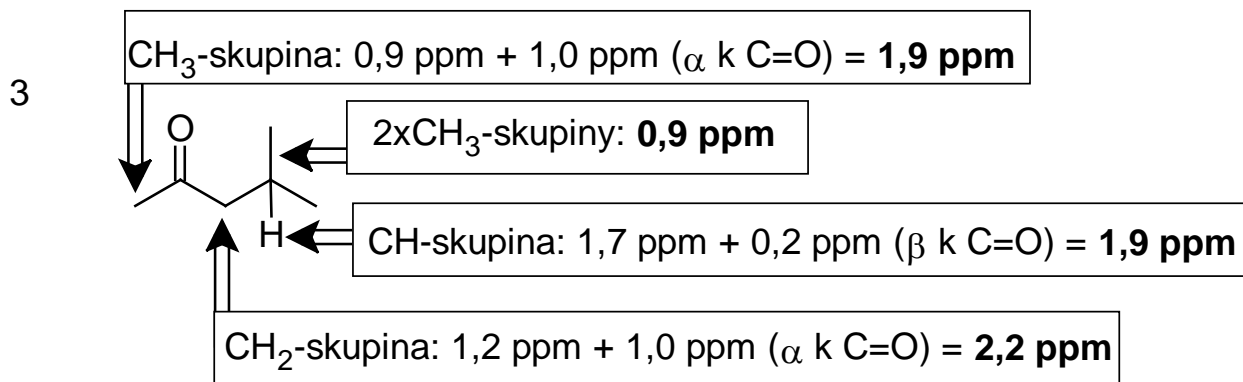 CH3-skupina: 0,9 ppm + 1,0 ppm (α k C=O) = 1,9 ppm
3
O
2xCH3-skupiny: 0,9 ppm
H
CH-skupina: 1,7 ppm + 0,2 ppm (β k C=O) = 1,9 ppm
CH2-skupina: 1,2 ppm + 1,0 ppm (α k C=O) = 2,2 ppm